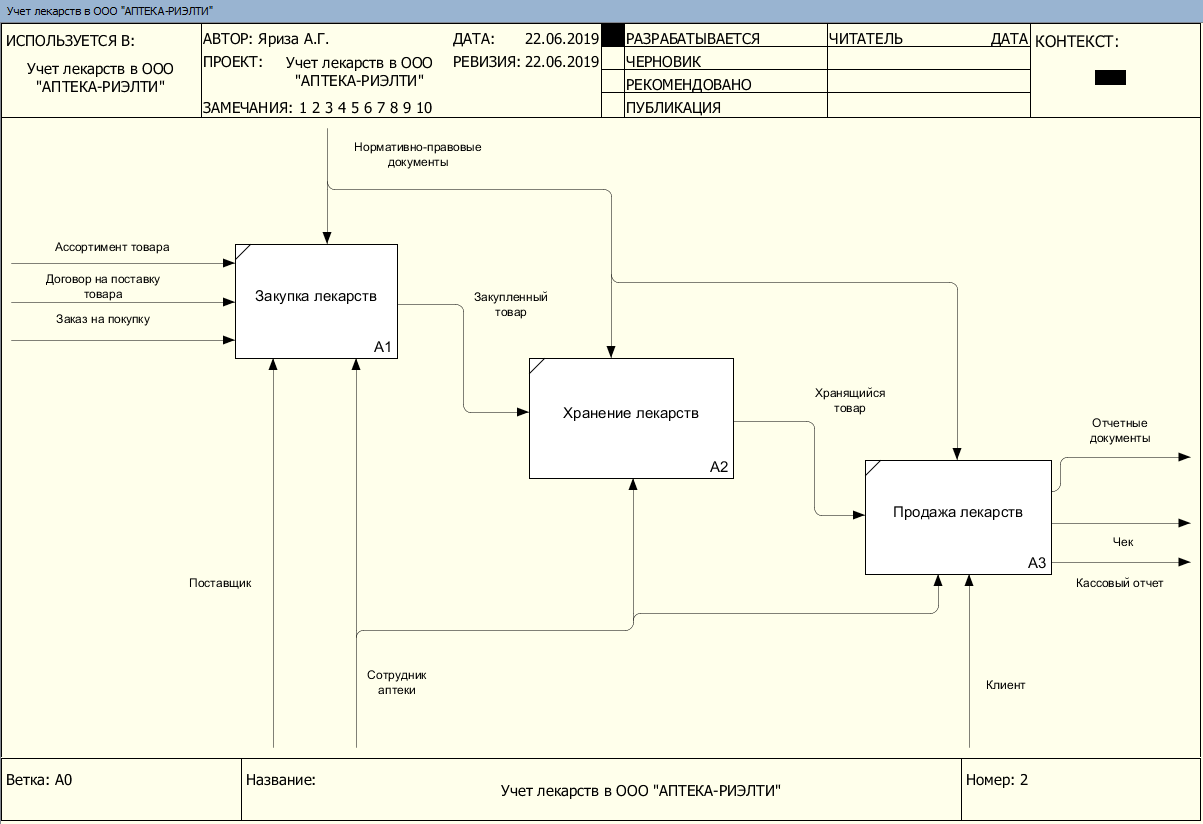 Учет лекарств в ООО "АПТЕКА-РИЭЛТИ"
ИСПОЛЬЗУЕТСЯ В:
Учет лекарств в ООО
"АПТЕКА-РИЭЛТИ"
АВТОР: Яриза А.Г.
ДАТА: 22.06.2019
ПРОЕКТ: Учет лекарств в ООО
"АПТЕКА-РИЭЛТИ"
РЕВИЗИЯ: 22.06.2019
ЗАМЕЧАНИЯ: 1 2 3 4 5 6 7 8 9 10
РАЗРАБАТЫВАЕТСЯ
ЧЕРНОВИК
РЕКОМЕНДОВАНО
ПУБЛИКАЦИЯ
ЧИТАТЕЛЬ ДАТА
КОНТЕКСТ:
Нормативно-правовые
документы
Ассортимент товара
Договор на поставку
товара
Заказ на покупку
Закупка лекарств
A1
Закупленный
товар
Хранение лекарств
A2
Хранящийся
товар
Продажа лекарств
A3
Отчетные
документы
Чек
Кассовый отчет
Поставщик
Сотрудник
аптеки
Клиент
Ветка: A0
Название:
Учет лекарств в ООО "АПТЕКА-РИЭЛТИ"
Номер: 2